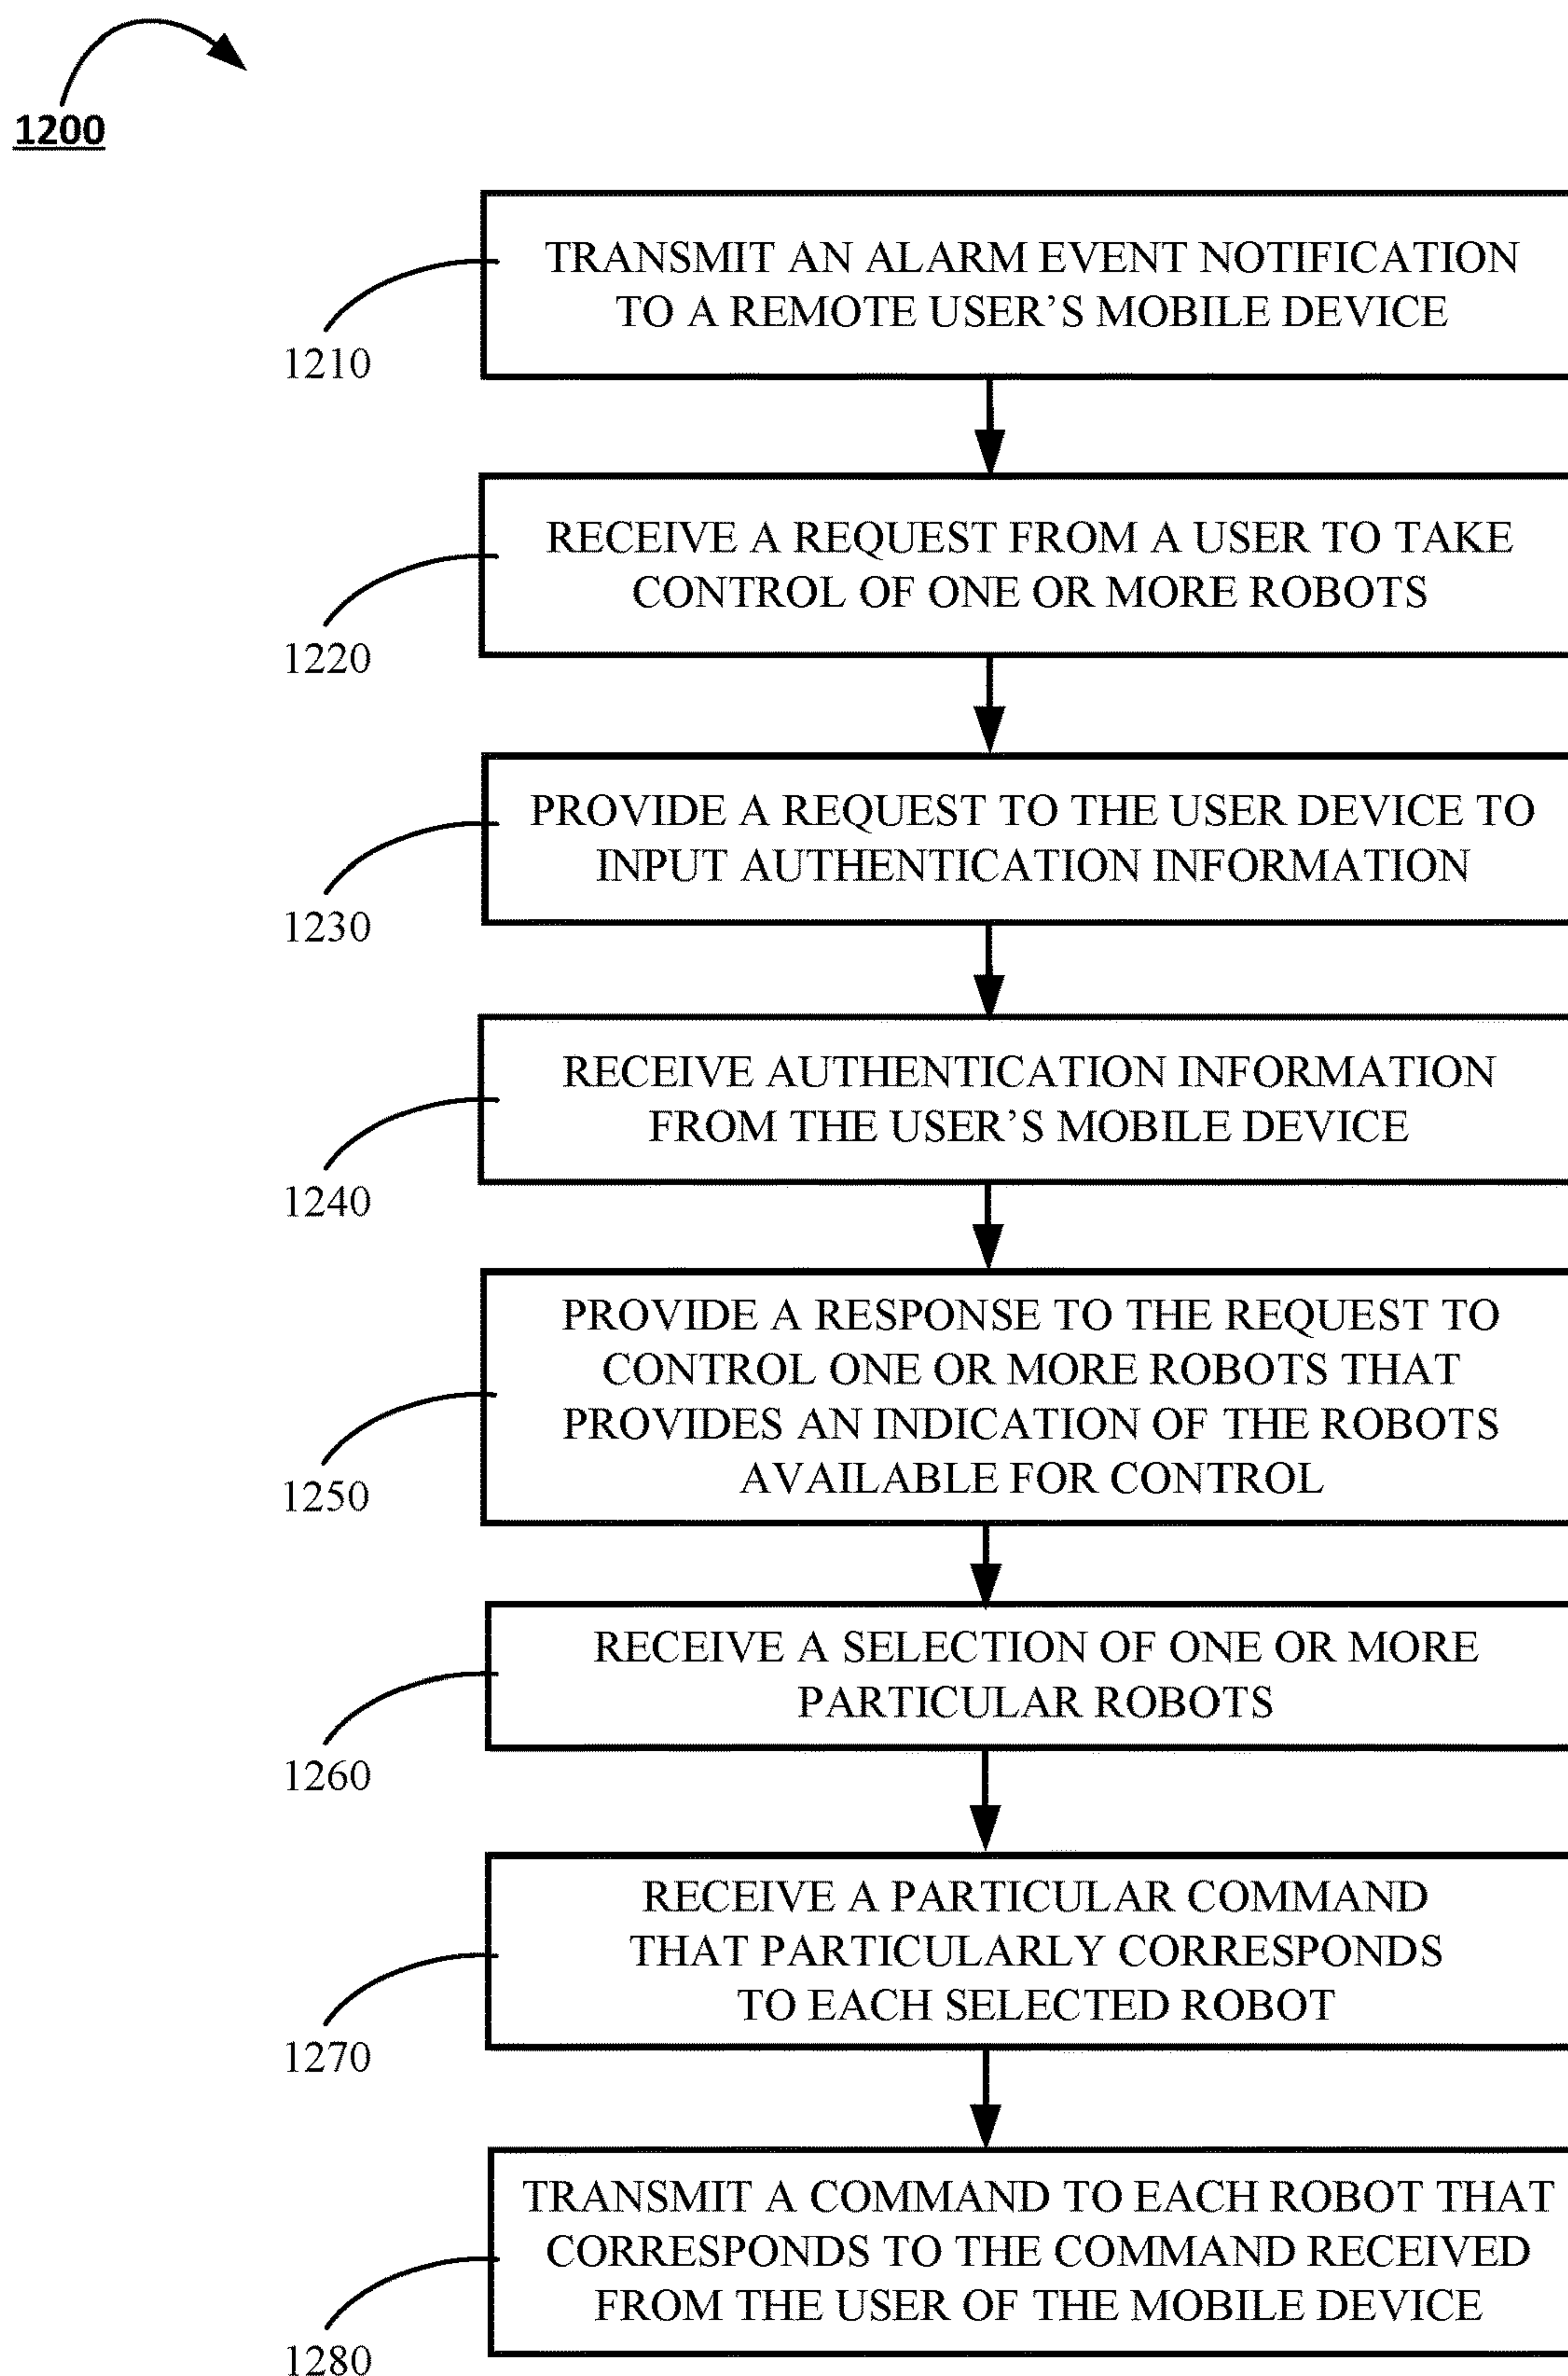 1200
TRANSMIT AN ALARM EVENT NOTIFICATION
TO A REMOTE USER’S MOBILE DEVICE
1210
RECEIVE A REQUEST FROM A USER TO TAKE
CONTROL OF ONE OR MORE ROBOTS
1220
PROVIDE A REQUEST TO THE USER DEVICE TO
INPUT AUTHENTICATION INFORMATION
1230
RECEIVE AUTHENTICATION INFORMATION
FROM THE USER’S MOBILE DEVICE
1240
PROVIDE A RESPONSE TO THE REQUEST TO
CONTROL ONE OR MORE ROBOTS THAT
PROVIDES AN INDICATION OF THE ROBOTS
AVAILABLE FOR CONTROL
1250
RECEIVE A SELECTION OF ONE OR MORE
PARTICULAR ROBOTS
1260
RECEIVE A PARTICULAR COMMAND
THAT PARTICULARLY CORRESPONDS
TO EACH SELECTED ROBOT
1270
TRANSMIT A COMMAND TO EACH ROBOT THAT
CORRESPONDS TO THE COMMAND RECEIVED
FROM THE USER OF THE MOBILE DEVICE
1280